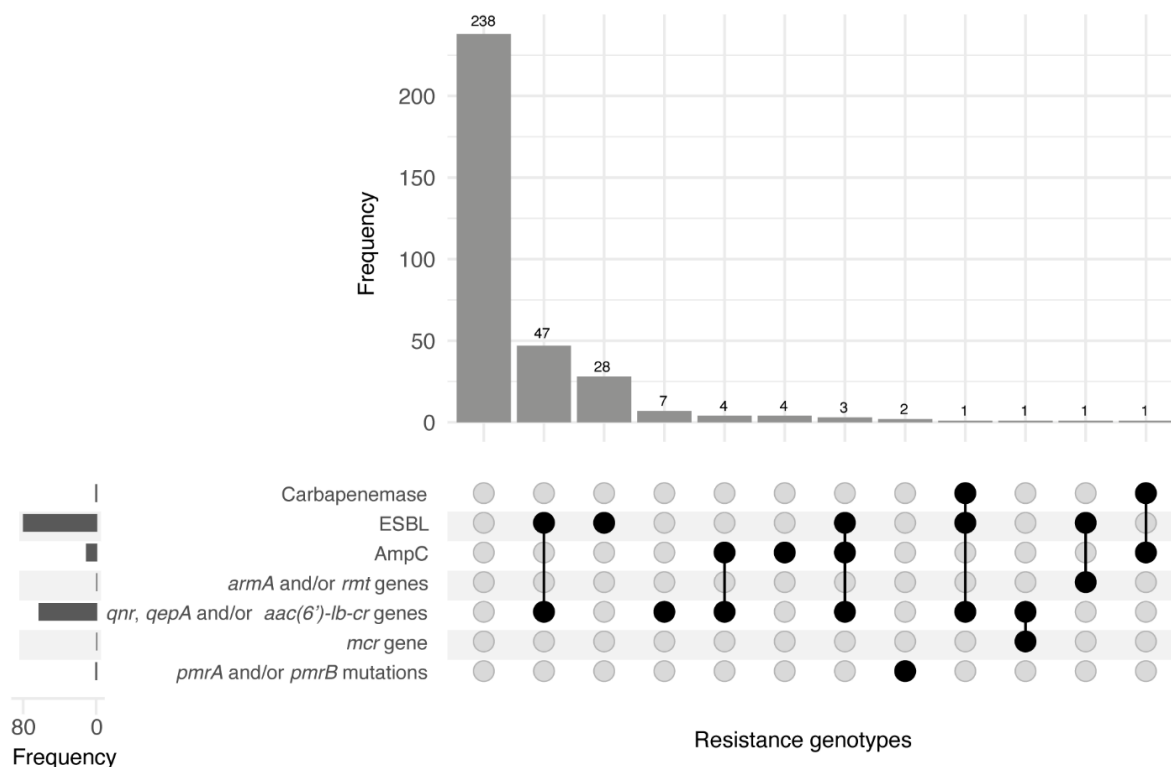 238
200
150
100
50
0
Frequency
47
28
7
4
4
3
2
1
1
1
1
Carbapenemase
ESBL
AmpC
armA and/or rmt genes
qnr, qepA and/or aac(6')-Ib-cr genes
mcr gene
pmrA and/or pmrB mutations
80 0
Frequency
Resistance genotypes